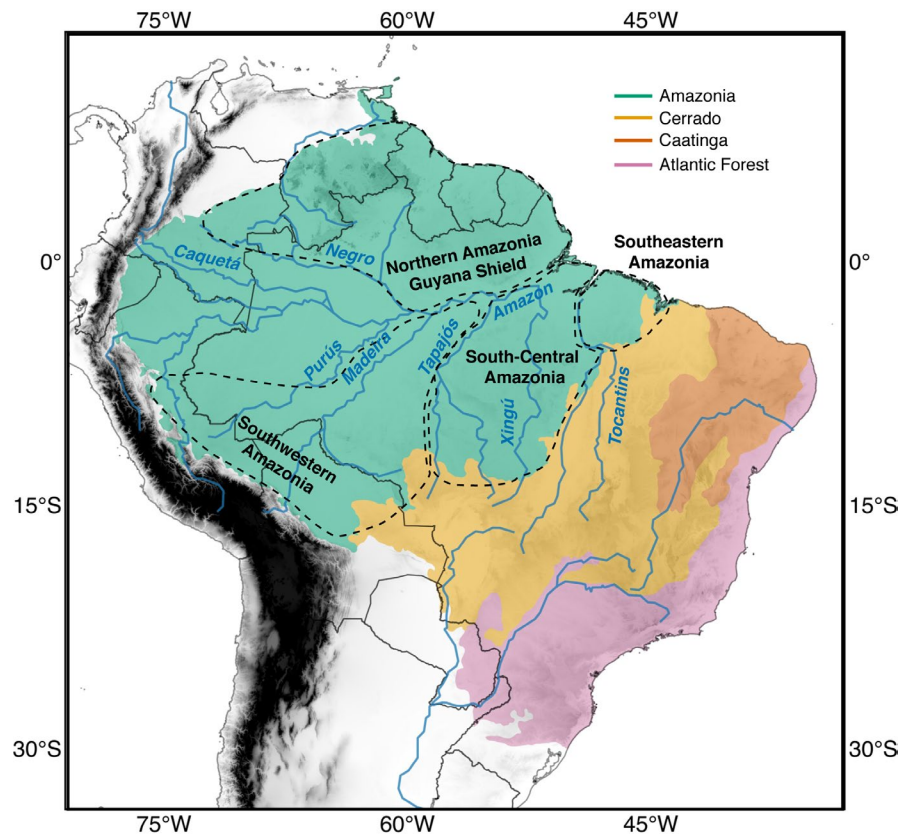 75°W
60°W
45°W
Amazonia
Cerrado
Caatinga
Atlantic Forest
Caquetá
Negro
Northern Amazonia
Guyana Shield
Southeastern
Amazonia
0°
0°
Amazon
Purús
Madeira
Tapajós
South-Central
Amazonia
Xingú
Tocantins
Southwestern
Amazonia
15°S
15°S
30°S
30°S
75°W
60°W
45°W